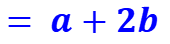 = a + 2b